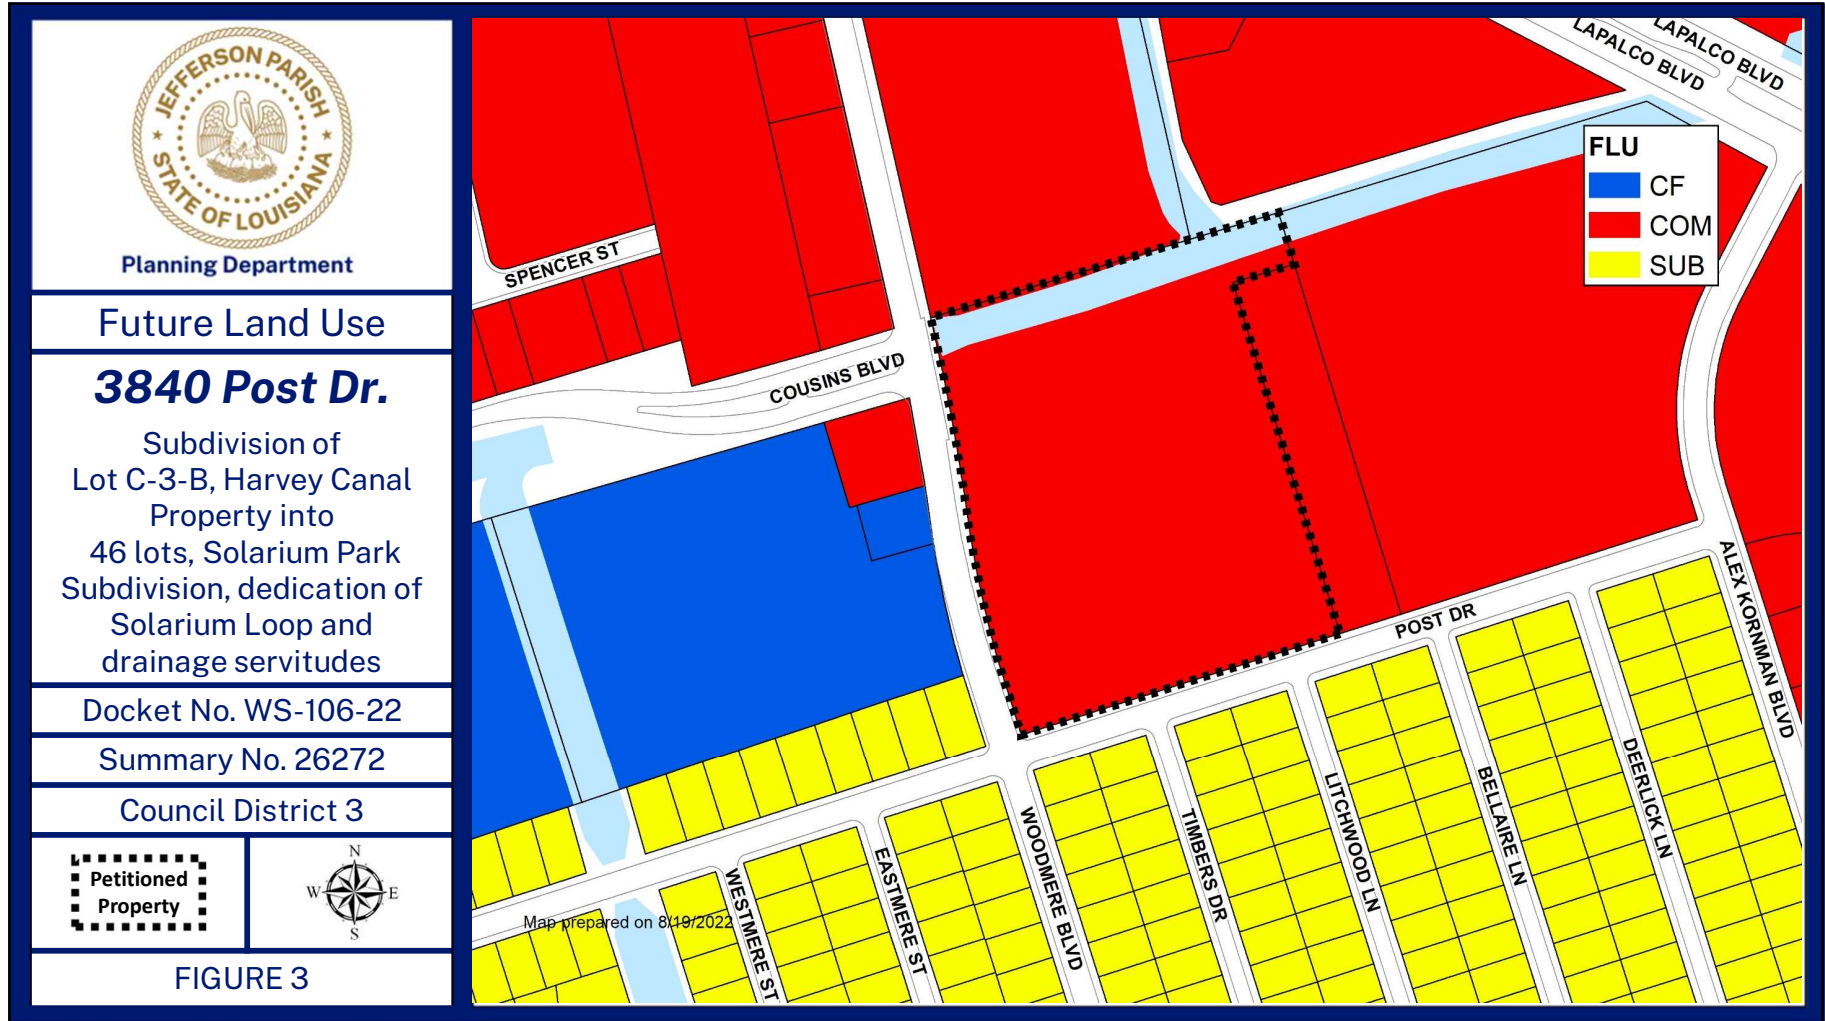 JEFFERSON PARISH
STATE OF LOUISIANA
Planning Department
Future Land Use
3840 Post Dr.
Subdivision of
Lot C-3-B, Harvey Canal
Property into
46 lots, Solarium Park
Subdivision, dedication of
Solarium Loop and
drainage servitudes
Docket No. WS-106-22
Summary No. 26272
Council District 3
Petitioned
Property
N
W
E
S
FIGURE 3
LAPALCO BLVD
LAPALCO BLVD
FLU
CF
COM
SUB
SPENCER ST
COUSINS BLVD
POST DR
ALEX KORNMAN BLVD
WESTMERE ST
EASTMERE ST
WOODMERE BLVD
TIMBERS DR
LITCHWOOD LN
BELLAIRE LN
DEERLICK LN
Map prepared on 8/19/2022